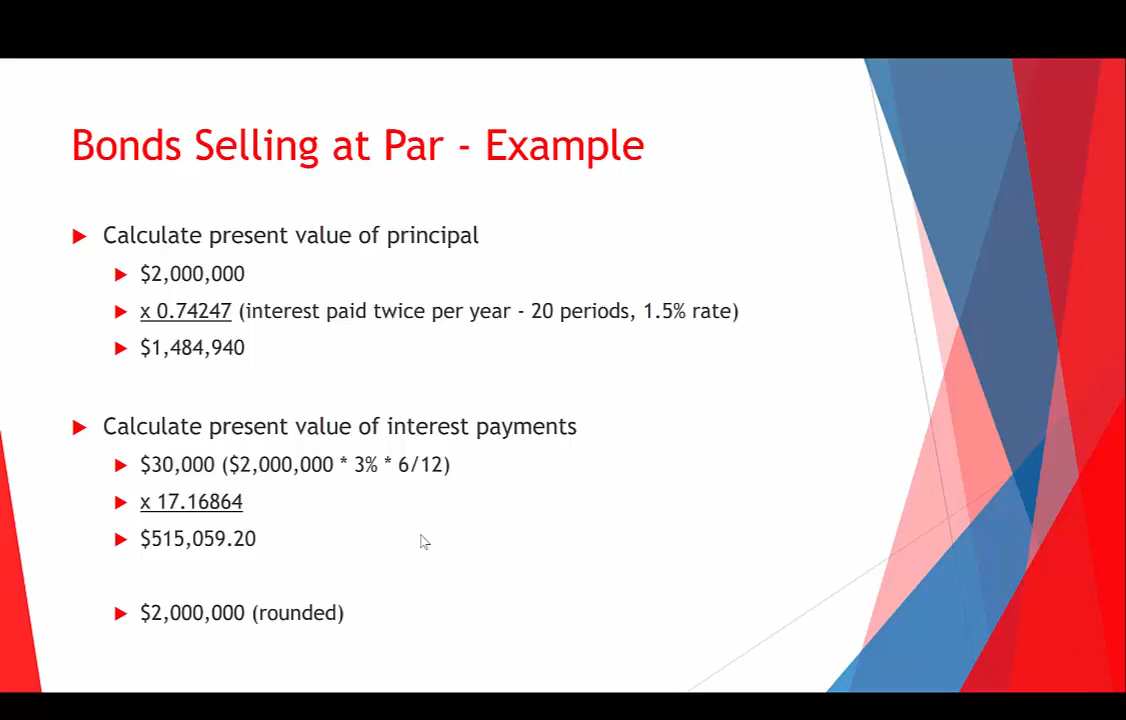 Bonds Selling at Par - Example
Calculate present value of principal
$2,000,000
x 0.74247 (interest paid twice per year - 20 periods, 1.5% rate)
$1,484,940
Calculate present value of interest payments
$30,000 ($2,000,000 * 3% * 6/12)
x 17.16864
$515,059.20
$2,000,000 (rounded)